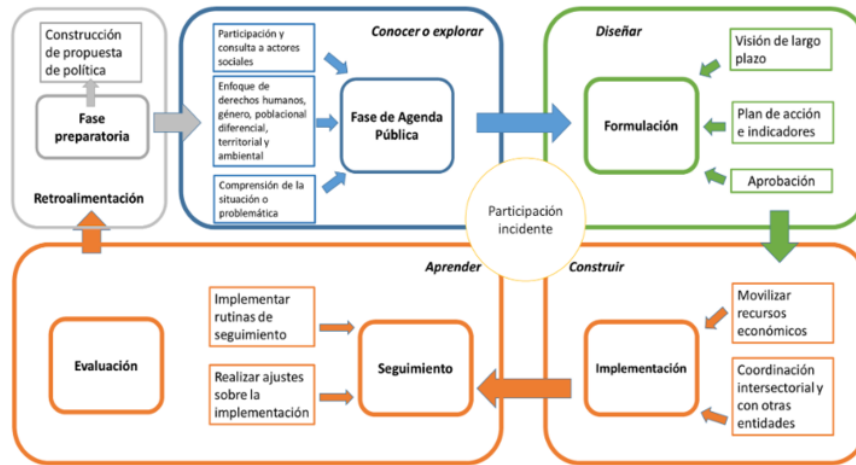 Construcción
de propuesta
de política
Fase
preparatoria
Retroalimentación
Conocer o explorar
Participación y
consulta a actores
sociales
Enfoque de
derechos humanos,
género, poblacional
diferencial,
territorial y
ambiental
Comprensión de la
situación o
problemática
Fase de Agenda
Pública
Diseñar
Formulación
Visión de largo
plazo
Plan de acción
e indicadores
Aprobación
Participación
incidente
Aprender
Evaluación
Implementar
rutinas de
seguimiento
Realizar ajustes
sobre la
implementación
Seguimiento
Construir
Implementación
Movilizar
recursos
económicos
Coordinación
intersectorial y
con otras
entidades